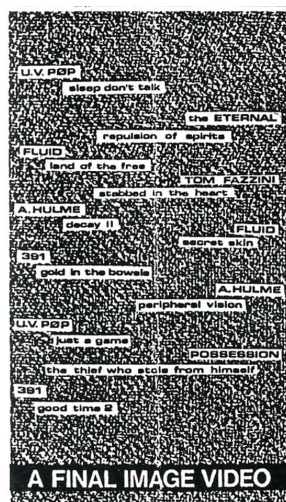 U.V. PØP
sleep don't talk
the ETERNAL
repulsion of spirits
FLUID
land of the free
TOM FAZZINI
stabbed in the heart
A. HULME
decay II
FLUID
secret skin
391
gold in the bowels
A. HULME
peripheral vision
U.V. PØP
just a game
POSSESSION
the thief who stole from himself
391
good time 2
A FINAL IMAGE VIDEO